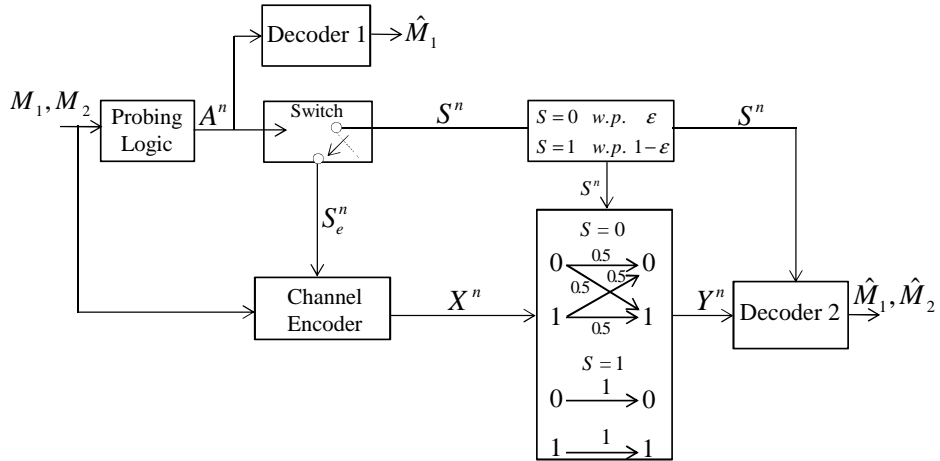 Decoder 1
M̂₁
M₁, M₂
Probing
Logic
Aⁿ
Switch
Sⁿ
S = 0 w.p. ε
S = 1 w.p. 1−ε
Sⁿ
Sⁿ
Sₑⁿ
S = 0
0 0.5 0
0.5 0.5
1 0.5 1
Channel
Encoder
Xⁿ
Yⁿ
Decoder 2
M̂₁, M̂₂
S = 1
0 1 0
1 1 1